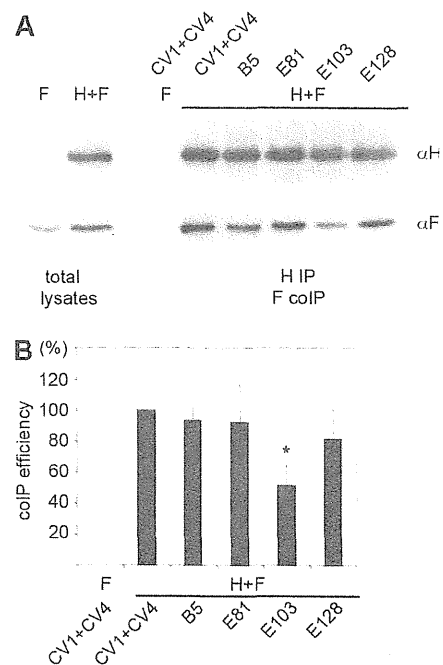 A
CV1+CV4
CV1+CV4
B5
E81
E103
E128
F
H+F
F
H+F
αH
αF
total
lysates
H IP
F coIP
B
(%)
coIP efficiency
120
100
80
60
40
20
*
F
H+F
CV1+CV4
CV1+CV4
B5
E81
E103
E128